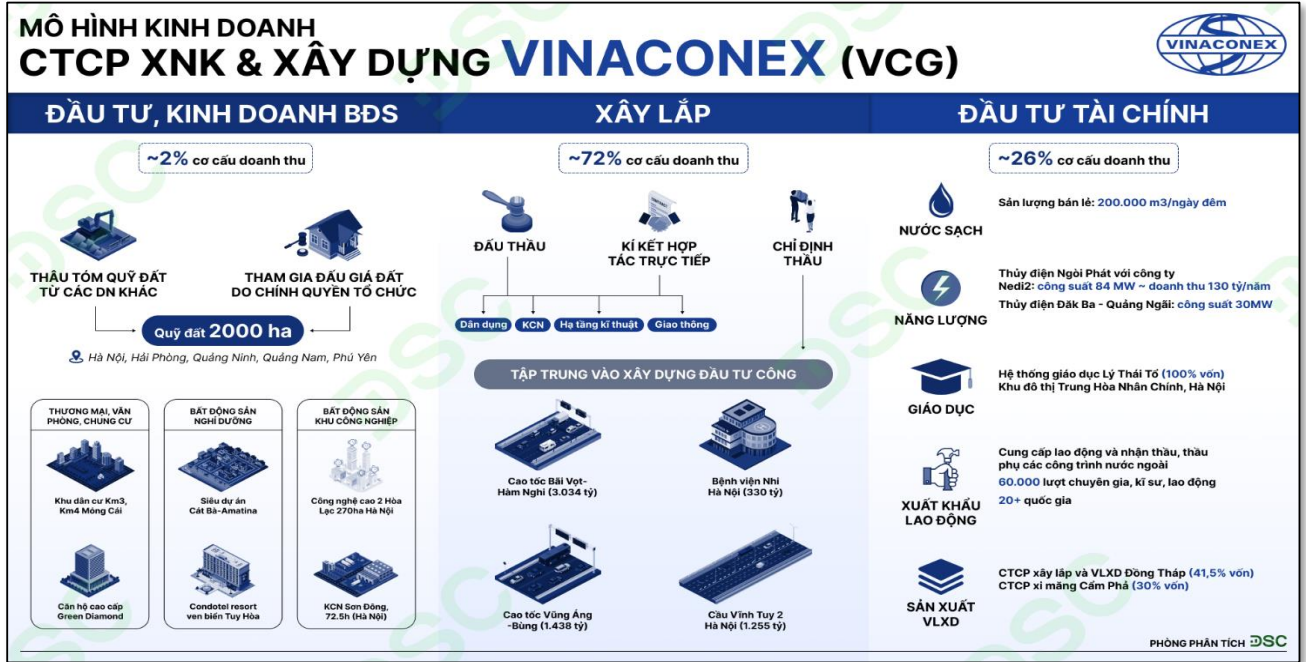 MÔ HÌNH KINH DOANH
CTCP XNK & XÂY DỰNG VINACONEX (VCG)
VINACONEX
ĐẦU TƯ, KINH DOANH BĐS
~2% cơ cấu doanh thu
THÂU TÓM QUỸ ĐẤT
TỪ CÁC DN KHÁC
THAM GIA ĐẤU GIÁ ĐẤT
DO CHÍNH QUYỀN TỔ CHỨC
Quỹ đất 2000 ha
Hà Nội, Hải Phòng, Quảng Ninh, Quảng Nam, Phú Yên
THƯƠNG MẠI, VĂN
PHÒNG, CHUNG CƯ
Khu dân cư Km3,
Km4 Móng Cái
Căn hộ cao cấp
Green Diamond
BẤT ĐỘNG SẢN
NGHỈ DƯỠNG
Siêu dự án
Cát Bà-Amatina
Condotel resort
ven biển Tuy Hòa
BẤT ĐỘNG SẢN
KHU CÔNG NGHIỆP
Công nghệ cao 2 Hòa
Lạc 270ha Hà Nội
KCN Sơn Đông,
72.5h (Hà Nội)
XÂY LẮP
~72% cơ cấu doanh thu
ĐẤU THẦU
KÍ KẾT HỢP
TÁC TRỰC TIẾP
CHỈ ĐỊNH
THẦU
Dân dụng
KCN
Hạ tầng kĩ thuật
Giao thông
TẬP TRUNG VÀO XÂY DỰNG ĐẦU TƯ CÔNG
Cao tốc Bãi Vọt-
Hàm Nghi (3.034 tỷ)
Bệnh viện Nhi
Hà Nội (330 tỷ)
Cao tốc Vũng Áng
-Bùng (1.438 tỷ)
Cầu Vĩnh Tuy 2
Hà Nội (1.255 tỷ)
ĐẦU TƯ TÀI CHÍNH
~26% cơ cấu doanh thu
NƯỚC SẠCH
Sản lượng bán lẻ: 200.000 m3/ngày đêm
NĂNG LƯỢNG
Thủy điện Ngòi Phát với công ty
Nedi2: công suất 84 MW ~ doanh thu 130 tỷ/năm
Thủy điện Đăk Ba - Quảng Ngãi: công suất 30MW
GIÁO DỤC
Hệ thống giáo dục Lý Thái Tổ (100% vốn)
Khu đô thị Trung Hòa Nhân Chính, Hà Nội
XUẤT KHẨU
LAO ĐỘNG
Cung cấp lao động và nhận thầu, thầu
phụ các công trình nước ngoài
60.000 lượt chuyên gia, kĩ sư, lao động
20+ quốc gia
SẢN XUẤT
VLXD
CTCP xây lắp và VLXD Đồng Tháp (41,5% vốn)
CTCP xi măng Cẩm Phả (30% vốn)
PHÒNG PHÂN TÍCH DSC